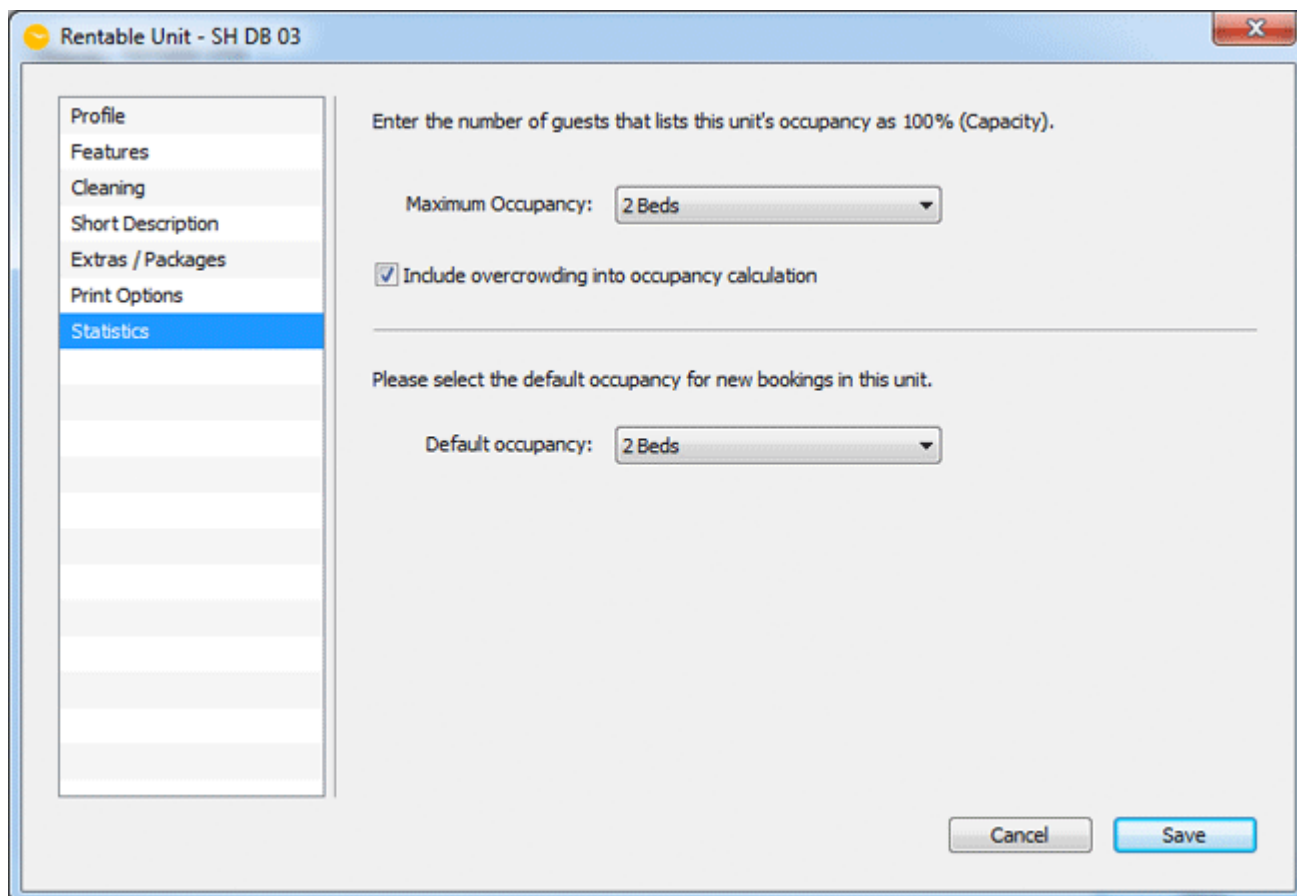 Rentable Unit - SH DB 03
Profile
Features
Cleaning
Short Description
Extras / Packages
Print Options
Statistics
Enter the number of guests that lists this unit's occupancy as 100% (Capacity).
Maximum Occupancy: 2 Beds
Include overcrowding into occupancy calculation
Please select the default occupancy for new bookings in this unit.
Default occupancy: 2 Beds
Cancel Save